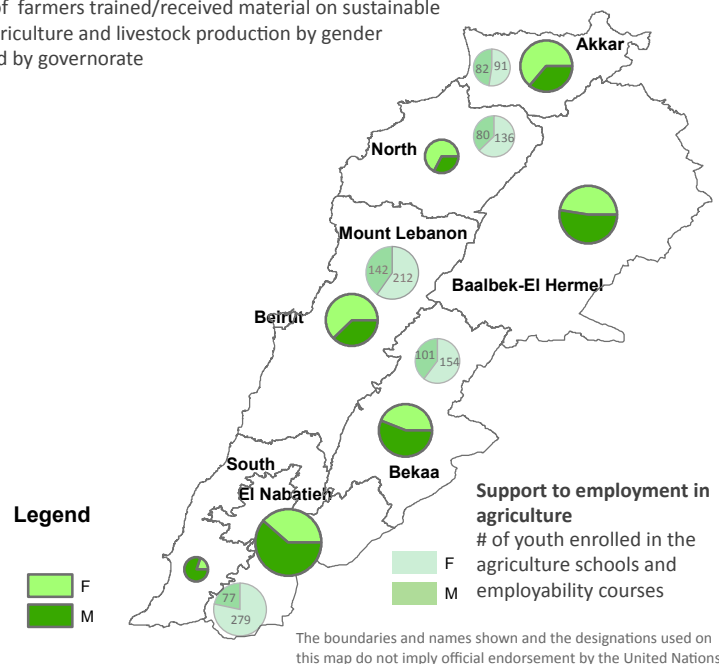 of farmers trained/received material on sustainable
riculture and livestock production by gender
d by governorate
Akkar
82
91
North
80
136
Mount Lebanon
142
212
Baalbek-El Hermel
Beirut
101
154
Bekaa
South
El Nabatieh
77
279
Legend
F
M
Support to employment in
agriculture
# of youth enrolled in the
agriculture schools and
employability courses
F
M
The boundaries and names shown and the designations used on
this map do not imply official endorsement by the United Nations